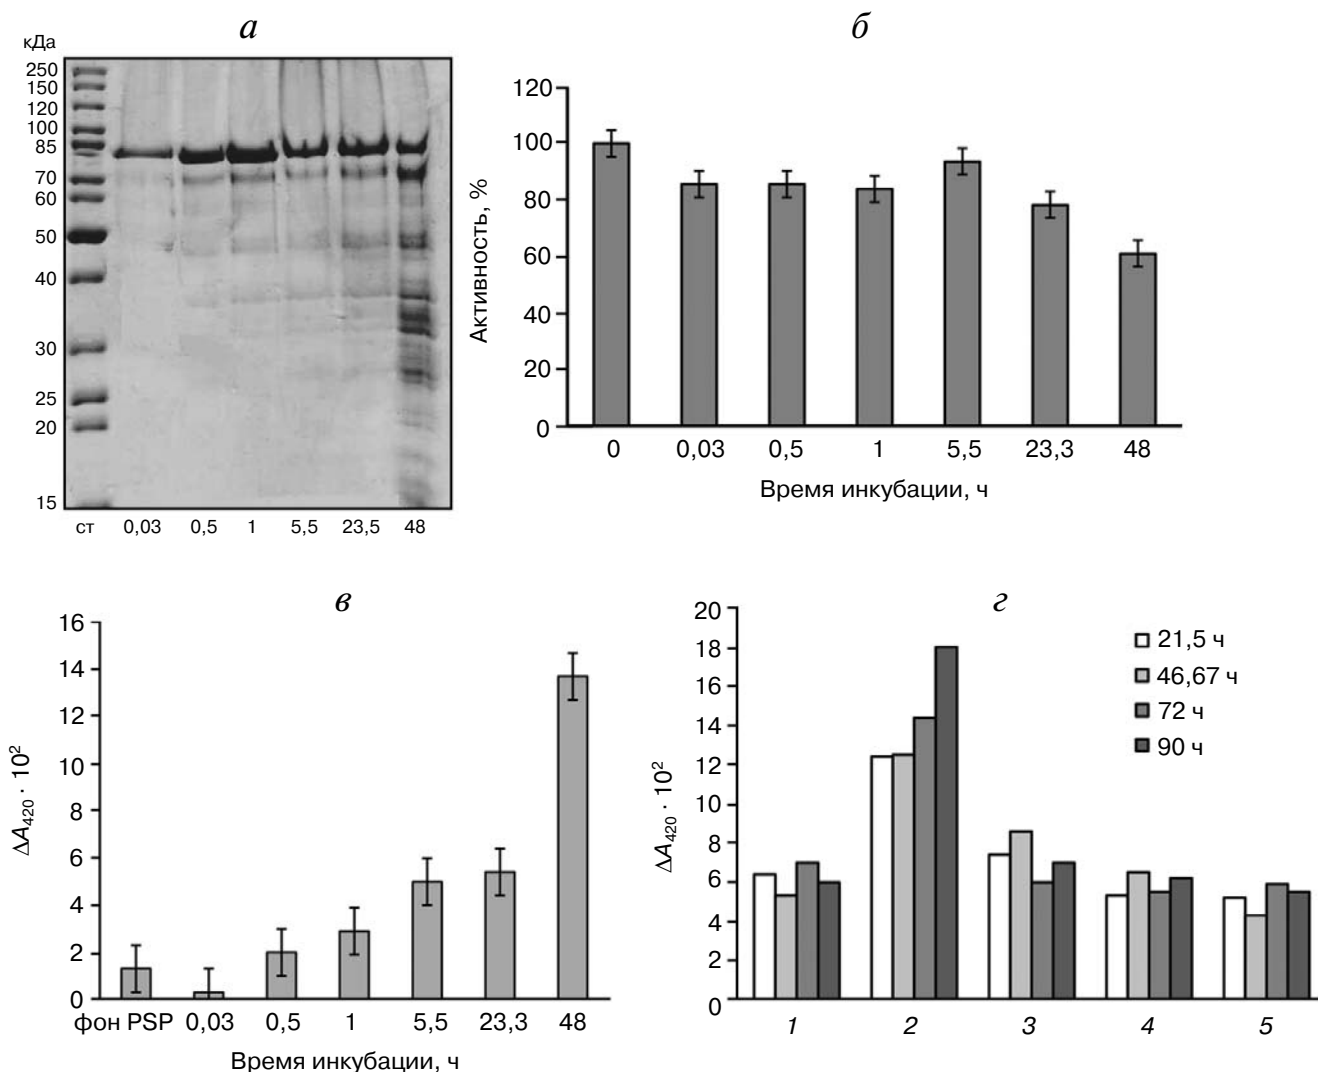 а
кДа
250
150
120
100
85
70
60
50
40
30
25
20
15
ст 0,03 0,5 1 5,5 23,5 48
б
Активность, %
120
100
80
60
40
20
0
0 0,03 0,5 1 5,5 23,3 48
Время инкубации, ч
в
ΔA420 · 10²
16
14
12
10
8
6
4
2
0
фон PSP 0,03 0,5 1 5,5 23,3 48
Время инкубации, ч
г
ΔA420 · 10²
20
18
16
14
12
10
8
6
4
2
0
21,5 ч
46,67 ч
72 ч
90 ч
1 2 3 4 5